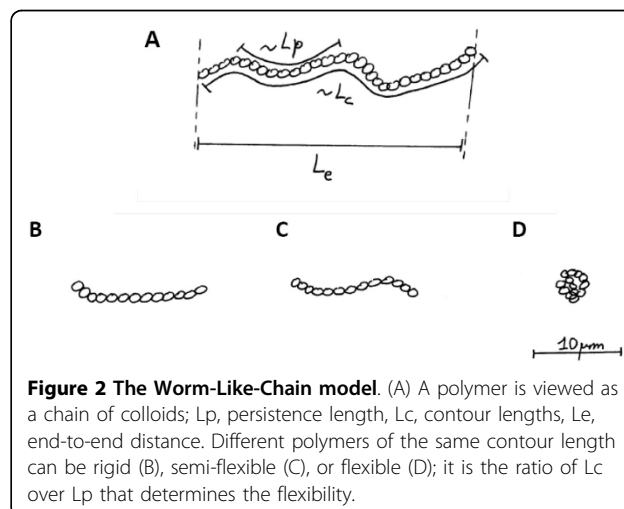 A
~Lp
~Lc
Le
B C D
10μm
Figure 2 The Worm-Like-Chain model. (A) A polymer is viewed as
a chain of colloids; Lp, persistence length, Lc, contour lengths, Le,
end-to-end distance. Different polymers of the same contour length
can be rigid (B), semi-flexible (C), or flexible (D); it is the ratio of Lc
over Lp that determines the flexibility.